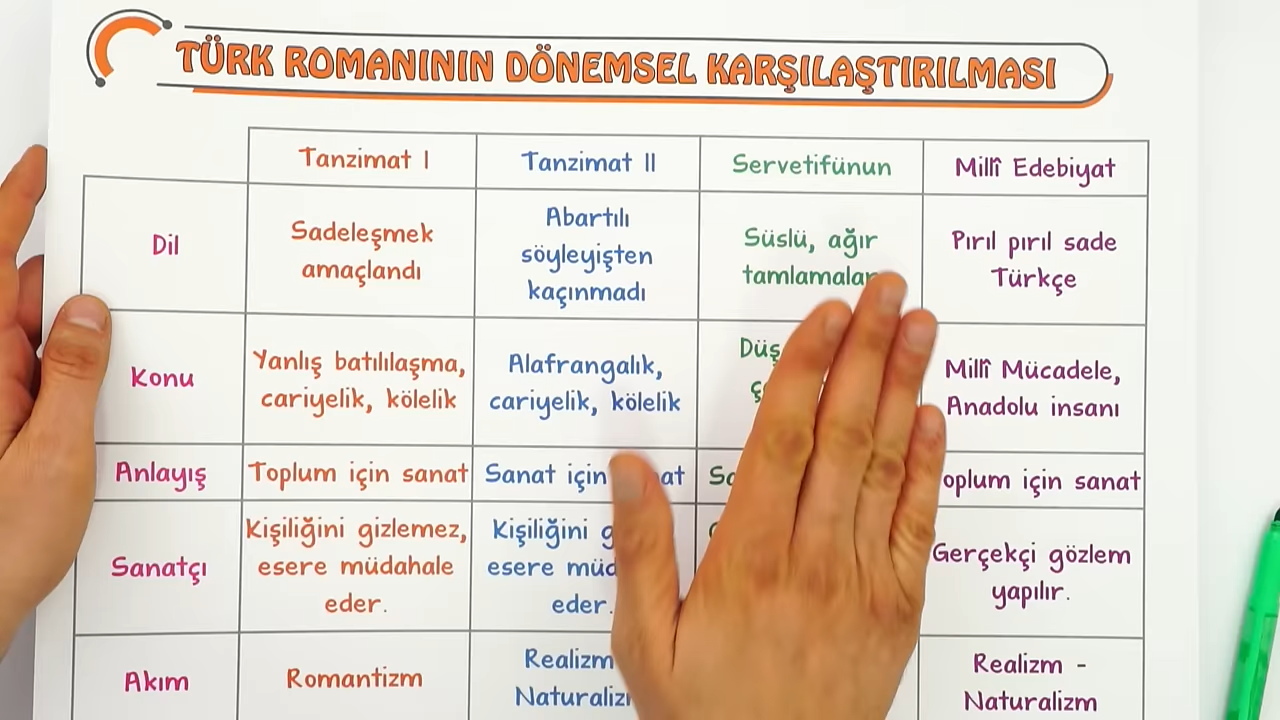 TÜRK ROMANININ DÖNEMSEL KARŞILAŞTIRILMASI
Tanzimat I
Tanzimat II
Servetifünun
Millî Edebiyat
Dil
Sadeleşmek
amaçlandı
Abartılı
söyleyişten
kaçınmadı
Süslü, ağır
tamlamalar
Pırıl pırıl sade
Türkçe
Konu
Yanlış batılılaşma,
cariyelik, kölelik
Alafrangalık,
cariyelik, kölelik
Millî Mücadele,
Anadolu insanı
Anlayış
Toplum için sanat
Sanat için
için sanat
Sanatçı
Kişiliğini gizlemez,
esere müdahale
eder.
Kişiliğini
esere
eder.
Gerçekçi gözlem
yapılır.
Akım
Romantizm
Realizm
Realizm -
Naturalizm